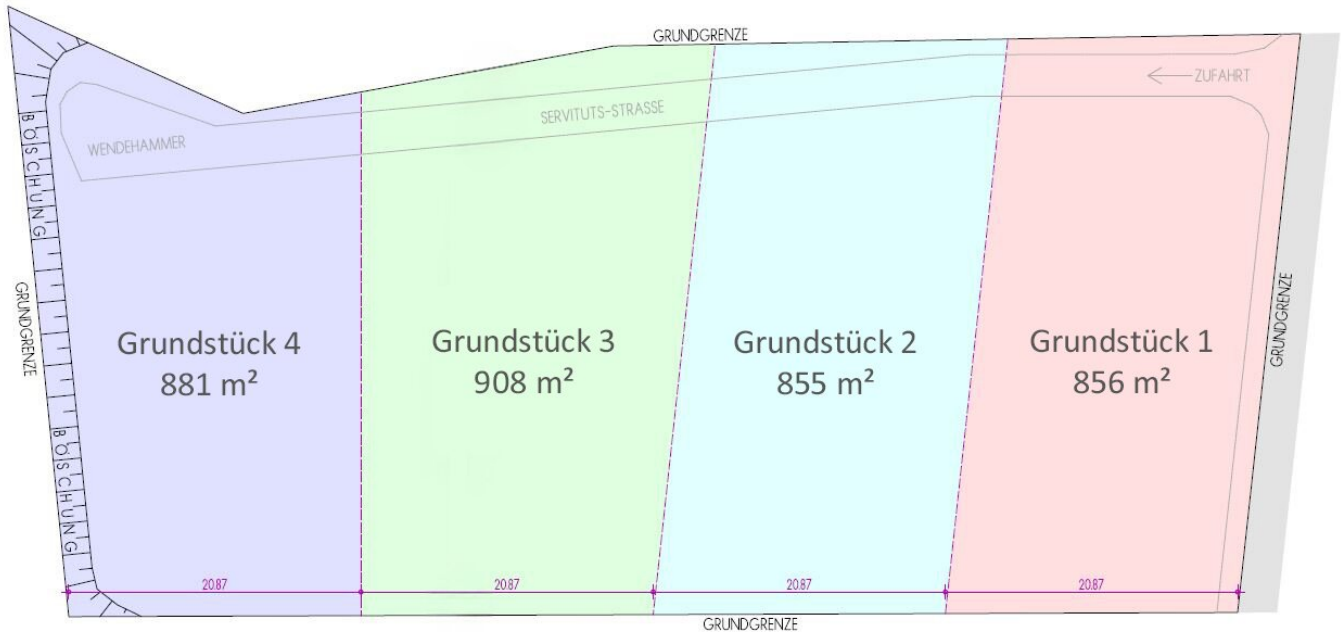 GRUNDGRENZE
ZUFAHRT
SERVITUTS-STRASSE
WENDEHAMMER
BÖSCHUNG
GRUNDGRENZE
GRUNDGRENZE
Grundstück 4
881 m²
Grundstück 3
908 m²
Grundstück 2
855 m²
Grundstück 1
856 m²
BÖSCHUNG
20.87
20.87
20.87
20.87
GRUNDGRENZE